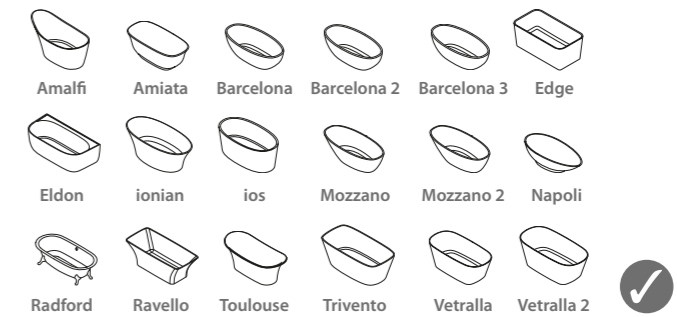 Amalfi Amiata Barcelona Barcelona 2 Barcelona 3 Edge
Eldon ionian ios Mozzano Mozzano 2 Napoli
Radford Ravello Toulouse Trivento Vetralla Vetralla 2